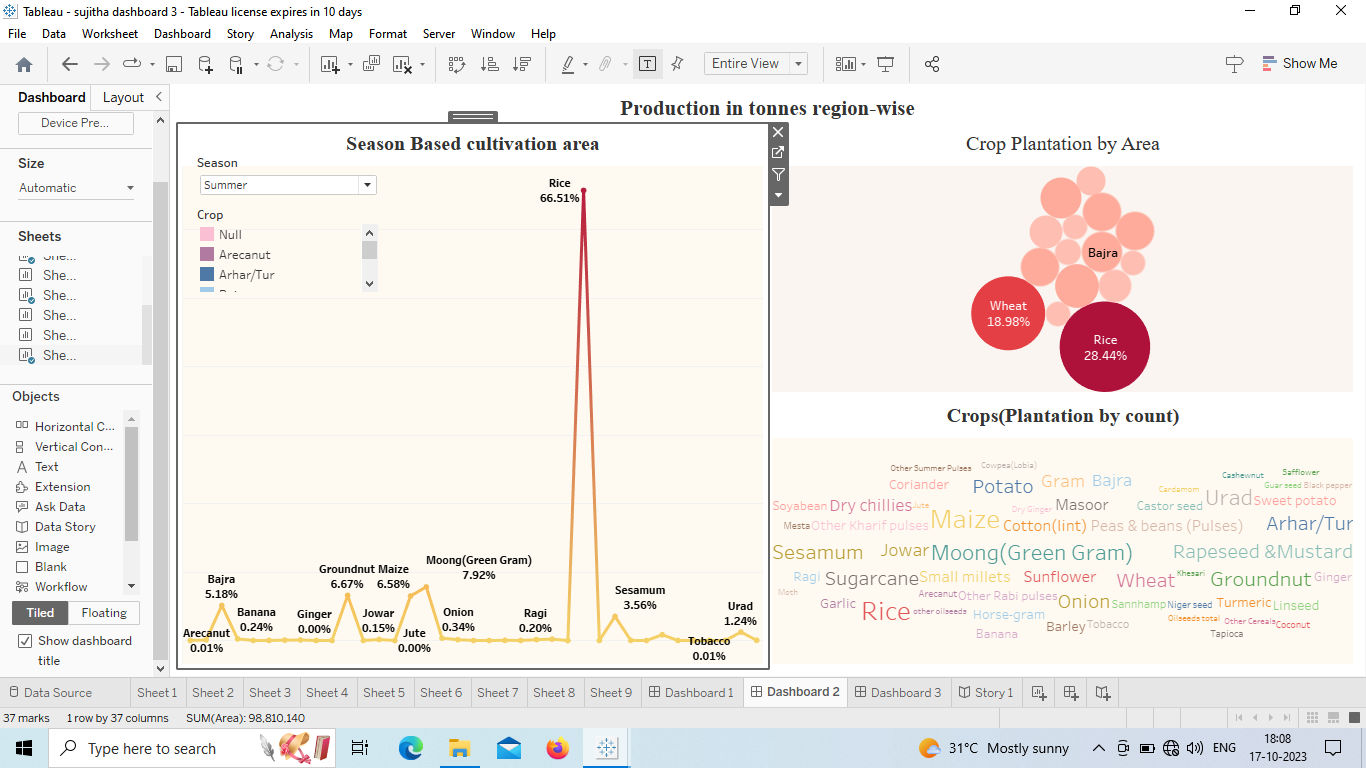 Tableau - sujitha dashboard 3 - Tableau license expires in 10 days
File Data Worksheet Dashboard Story Analysis Map Format Server Window Help
Entire View
Show Me
Dashboard Layout
Device Pre...
Size
Automatic
Sheets
She...
She...
She...
She...
She...
She...
Objects
Horizontal C...
Vertical Con...
Text
Extension
Ask Data
Data Story
Image
Blank
Workflow
Tiled Floating
Show dashboard
title
Production in tonnes region-wise
Season Based cultivation area
Season
Summer
Crop
Null
Arecanut
Arhar/Tur
Rice
66.51%
Moong(Green Gram)
7.92%
Groundnut Maize
6.67% 6.58%
Bajra
5.18%
Sesamum
3.56%
Urad
1.24%
Banana
0.24%
Ginger
0.00%
Jowar
0.15%
Onion
0.34%
Ragi
0.20%
Arecanut
0.01%
Jute
0.00%
Tobacco
0.01%
Crop Plantation by Area
Bajra
Wheat
18.98%
Rice
28.44%
Crops(Plantation by count)
Other Summer Pulses Cowpea(Lobia) Cashewnut Safflower
Coriander Potato Gram Bajra Cardamom Guar seed Black pepper
Soyabean Dry chillies Jute Dry Ginger Masoor Castor seed Urad Sweet potato
Mesta Other Kharif pulses Maize Cotton(lint) Peas & beans (Pulses) Arhar/Tur
Sesamum Jowar Moong(Green Gram) Rapeseed &Mustard
Ragi Sugarcane Small millets Sunflower Wheat Khesari Groundnut Ginger
Moth Garlic Rice Arecanut Other Rabi pulses Onion Sannhamp Niger seed Turmeric Linseed
other oilseeds Horse-gram Barley Tobacco Oilseeds total Other Cereals Coconut
Banana Tapioca
Data Source Sheet 1 Sheet 2 Sheet 3 Sheet 4 Sheet 5 Sheet 6 Sheet 7 Sheet 8 Sheet 9 Dashboard 1 Dashboard 2 Dashboard 3 Story 1
37 marks 1 row by 37 columns SUM(Area): 98,810,140
Type here to search
31°C Mostly sunny
ENG
18:08
17-10-2023